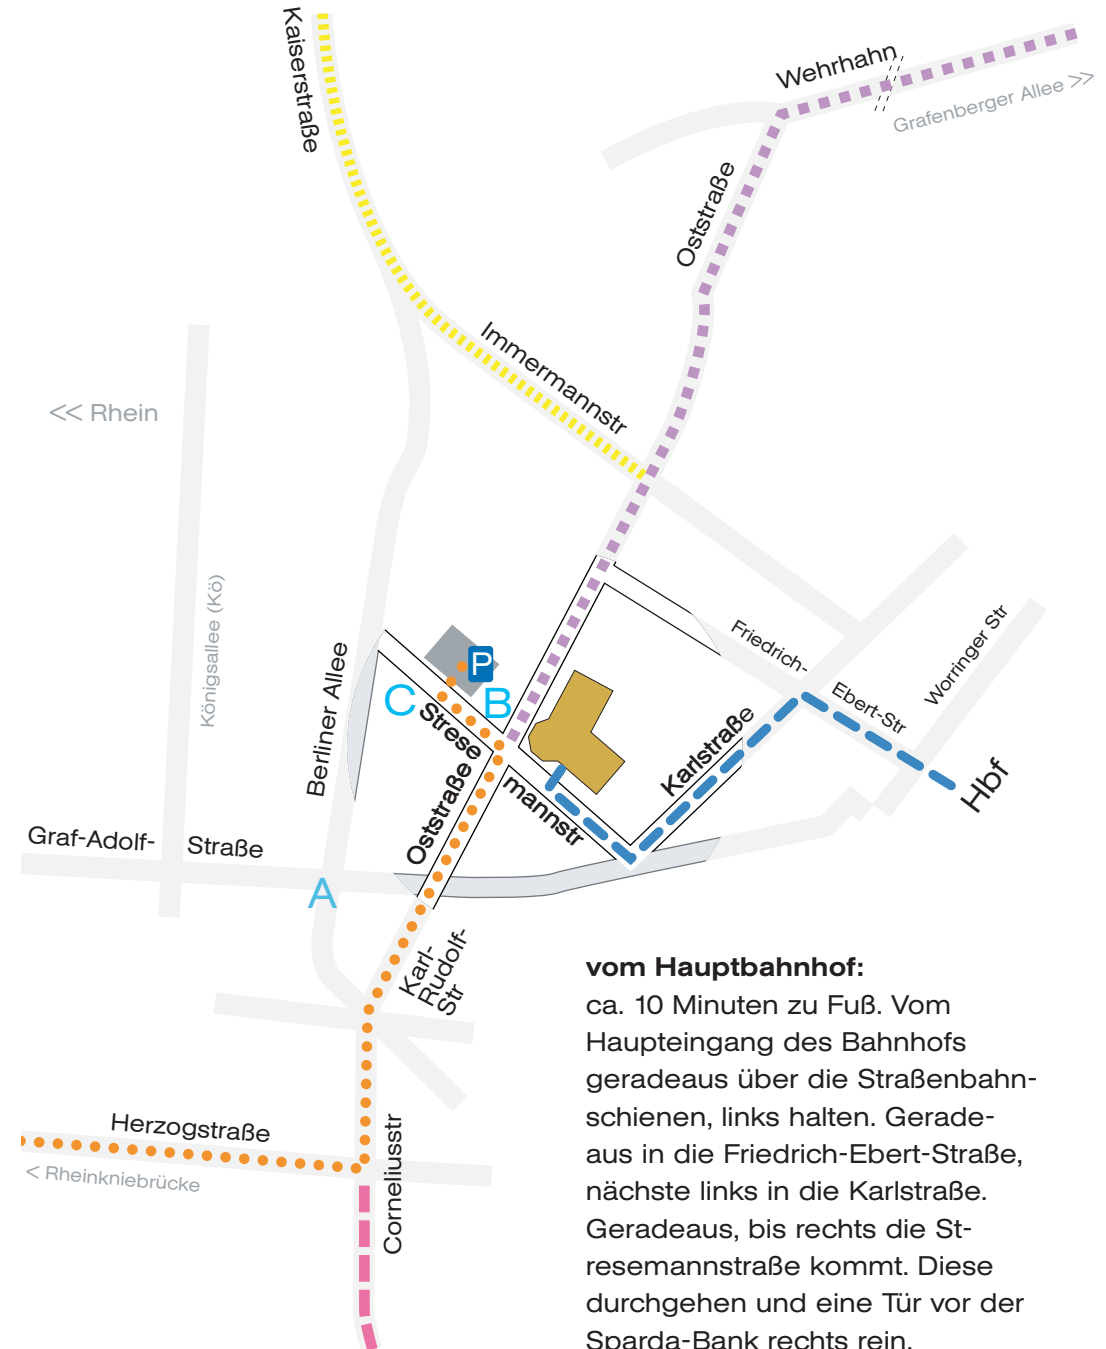 Kaiserstraße
Wehrhahn
Grafenberger Allee >>
Oststraße
Immermannstr
<< Rhein
Königsallee (Kö)
Friedrich-
Ebert-Str
Worringer Str
Berliner Allee
P
C
B
Strese
mannstr
Karlstraße
Hbf
Oststraße
Graf-Adolf-
Straße
A
Karl-
Rudolf-
Str
Herzogstraße
< Rheinkniebrücke
Corneliusstr
vom Hauptbahnhof:
ca. 10 Minuten zu Fuß. Vom
Haupteingang des Bahnhofs
geradeaus über die Straßenbahn-
schienen, links halten. Gerade-
aus in die Friedrich-Ebert-Straße,
nächste links in die Karlstraße.
Geradeaus, bis rechts die St-
resemannstraße kommt. Diese
durchgehen und eine Tür vor der
Sparda-Bank rechts rein.